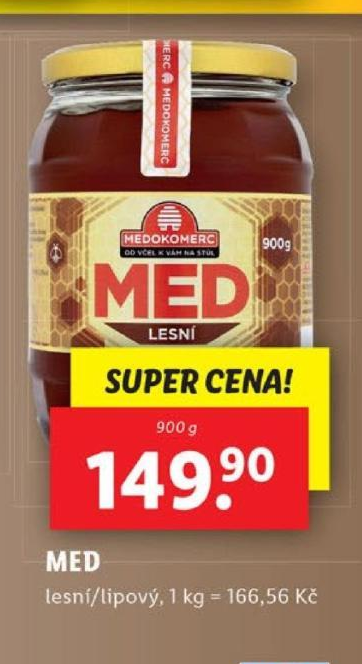 MERC MEDOKOMERC
MEDOKOMERC
OD VČEL K VÁM NA STŮL
900g
MED
LESNÍ
SUPER CENA!
900 g
149.90
MED
lesní/lipový, 1 kg = 166,56 Kč